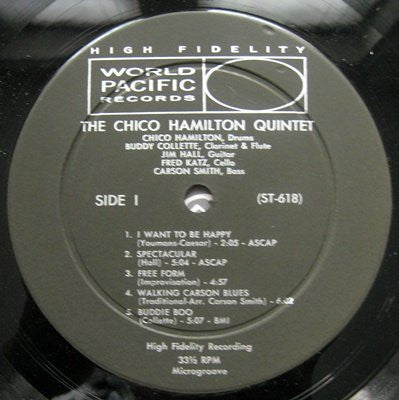 HIGH FIDELITY
WORLD
PACIFIC
RECORDS
THE CHICO HAMILTON QUINTET
CHICO HAMILTON, Drums
BUDDY COLLETTE, Clarinet & Flute
JIM HALL, Guitar
FRED KATZ, Cello
CARSON SMITH, Bass
SIDE I
(ST-618)
1. I WANT TO BE HAPPY
(Youmans-Caesar) - 2:05 - ASCAP
2. SPECTACULAR
(Hall) - 5:04 - ASCAP
3. FREE FORM
(Improvisation) - 4:57
4. WALKING CARSON BLUES
(Traditional-Arr. Carson Smith) -
5. BUDDIE BOO
(Collette) - 5:07 - BMI
High Fidelity Recording
33⅓ RPM
Microgroove